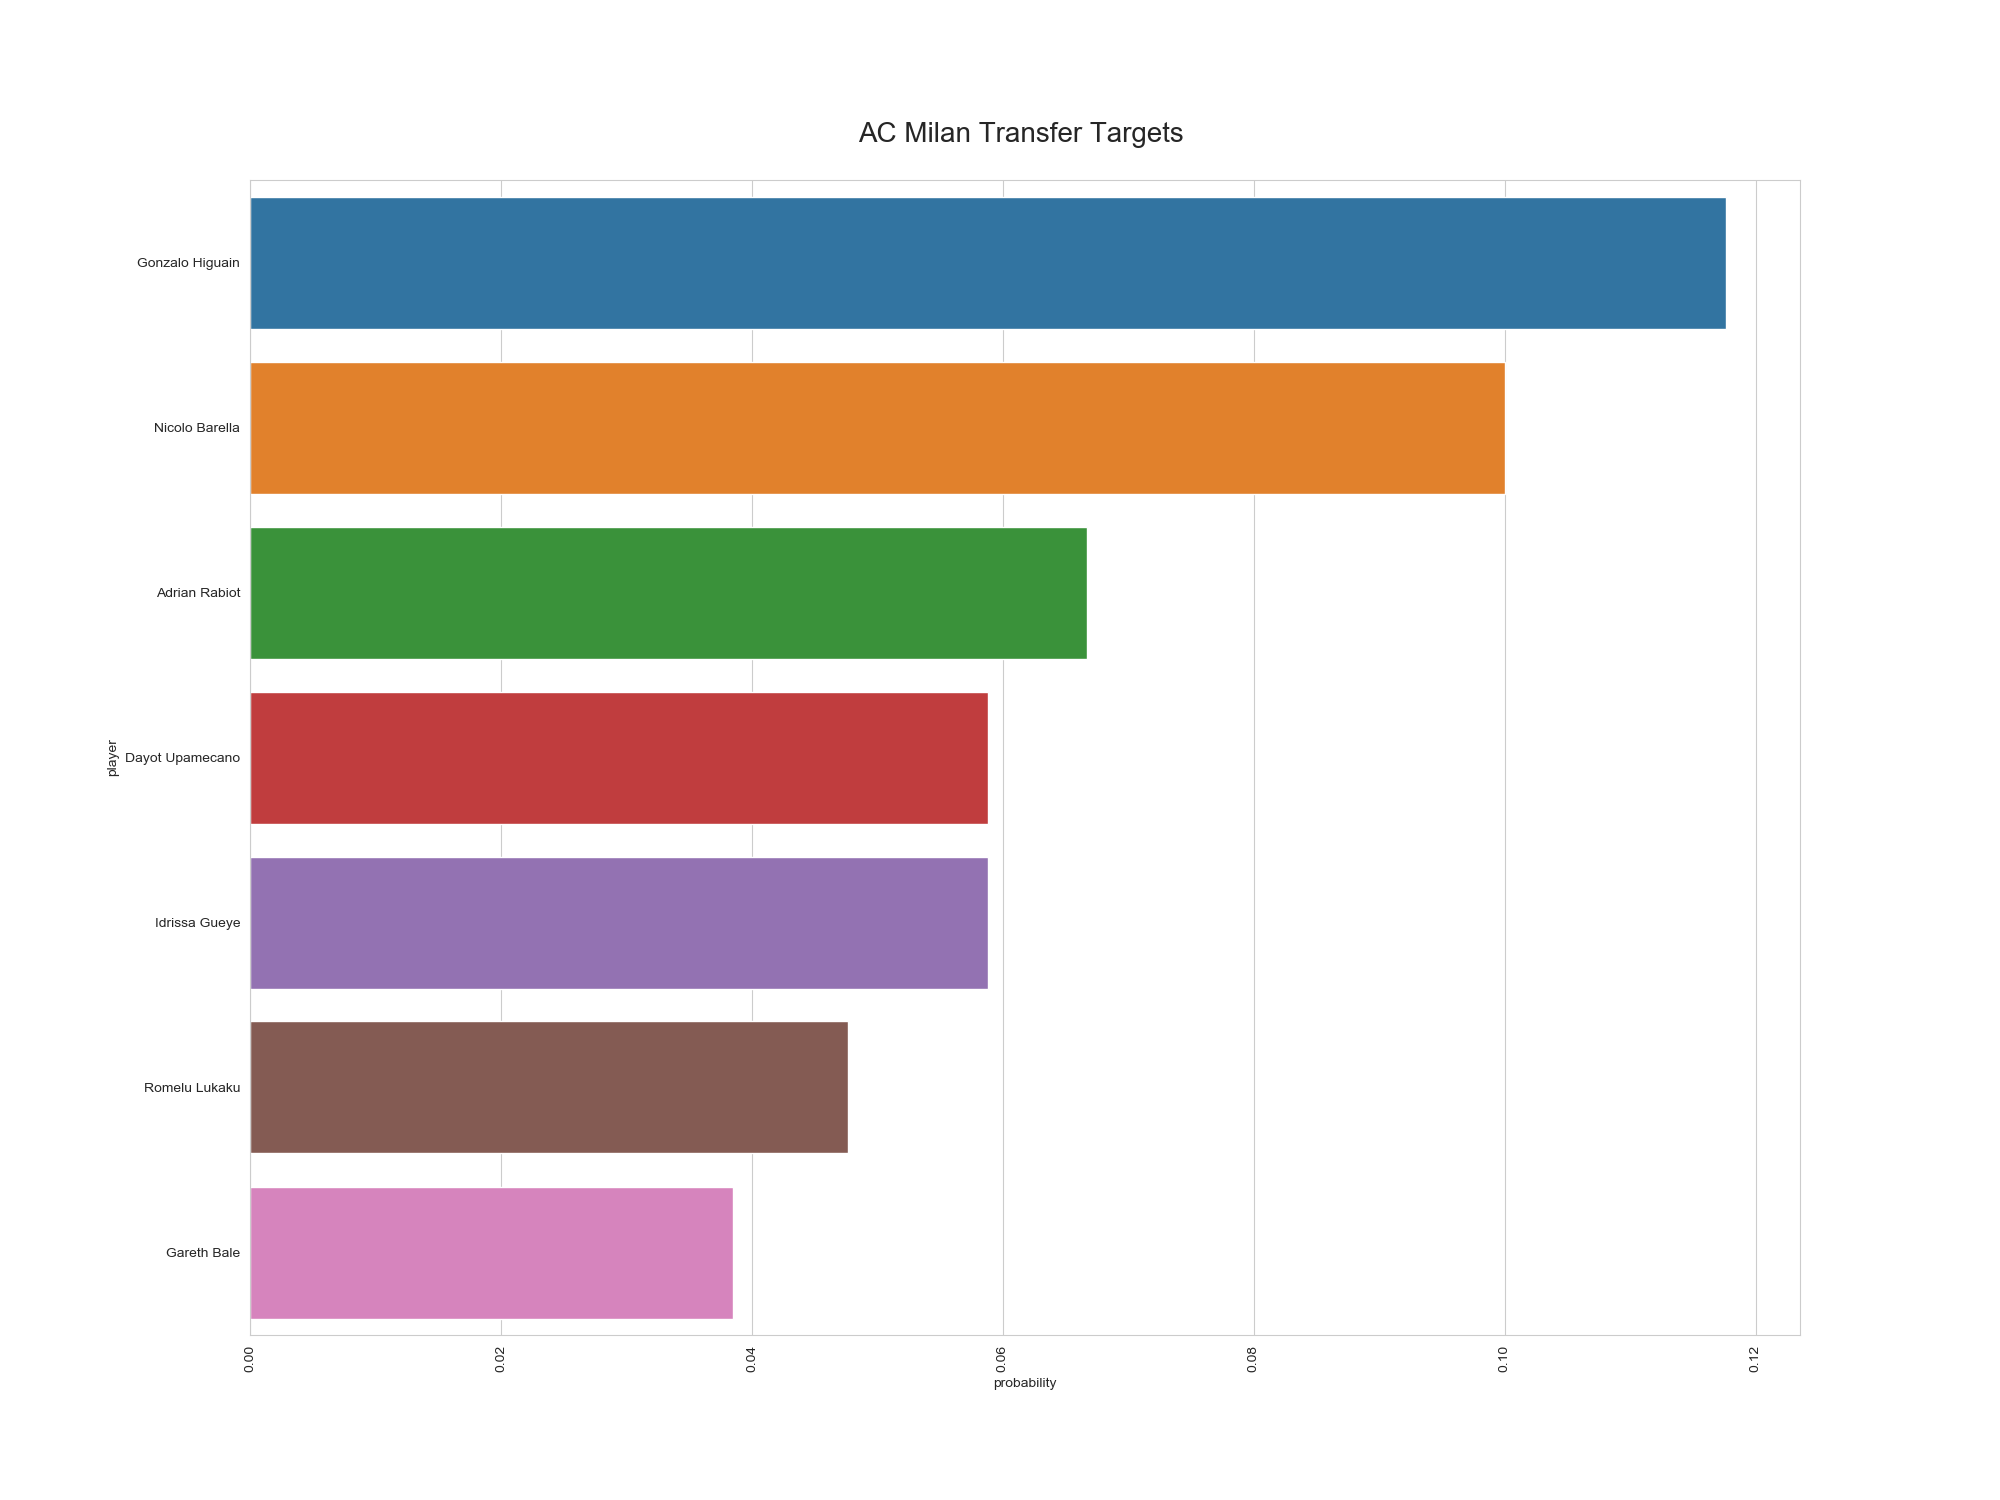 AC Milan Transfer Targets
Gonzalo Higuain
Nicolo Barella
Adrian Rabiot
Dayot Upamecano
Idrissa Gueye
Romelu Lukaku
Gareth Bale
player
0.00
0.02
0.04
0.06
0.08
0.10
0.12
probability